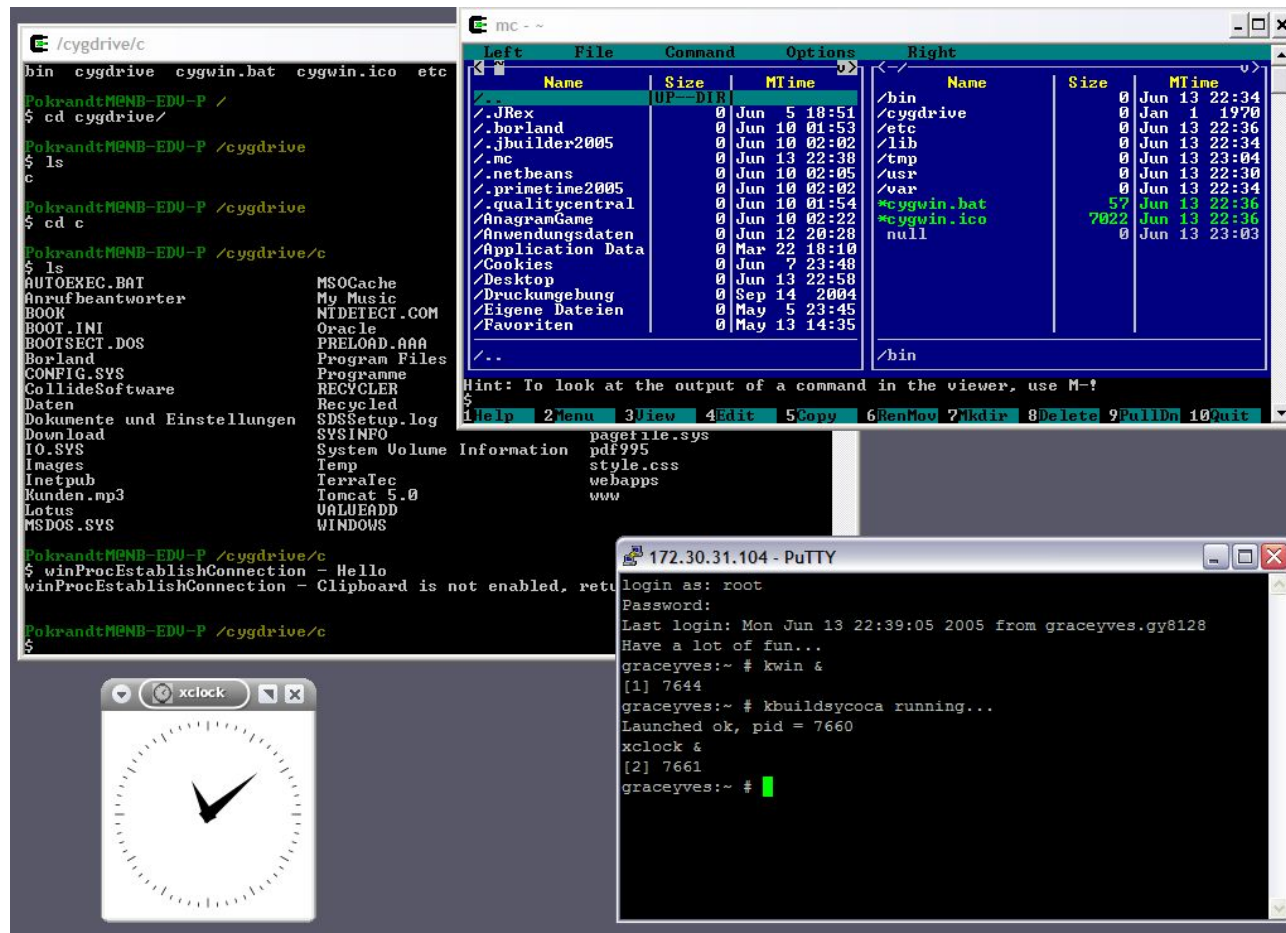 /cygdrive/c
bin cygdrive cygwin.bat cygwin.ico etc
PokrandtM@NB-EDV-P /
$ cd cygdrive/
PokrandtM@NB-EDV-P /cygdrive
$ ls
c
PokrandtM@NB-EDV-P /cygdrive
$ cd c
PokrandtM@NB-EDV-P /cygdrive/c
$ ls
AUTOEXEC.BAT MSOCache
Anrufbeantworter My Music
BOOK NTDETECT.COM
BOOT.INI Oracle
BOOTSECT.DOS PRELOAD.AAA
Borland Program Files
CONFIG.SYS Programme
CollideSoftware RECYCLER
Daten Recycled
Dokumente und Einstellungen SDSSetup.log
Download SYSINFO pagefile.sys
IO.SYS System Volume Information pdf995
Images Temp style.css
Inetpub TerraTec webapps
Kunden.mp3 Tomcat 5.0 www
Lotus VALUEADD
MSDOS.SYS WINDOWS
PokrandtM@NB-EDV-P /cygdrive/c
$ winProcEstablishConnection - Hello
winProcEstablishConnection - Clipboard is not enabled, retu
PokrandtM@NB-EDV-P /cygdrive/c
$
mc - ~
Left File Command Options Right
< ~ v> <-/ v>
Name Size MTime Name Size MTime
/.. UP--DIR /bin 0 Jun 13 22:34
/.JRex 0 Jun 5 18:51 /cygdrive 0 Jan 1 1970
/.borland 0 Jun 10 01:53 /etc 0 Jun 13 22:36
/.jbuilder2005 0 Jun 10 02:02 /lib 0 Jun 13 22:34
/.mc 0 Jun 13 22:38 /tmp 0 Jun 13 23:04
/.netbeans 0 Jun 10 02:05 /usr 0 Jun 13 22:30
/.primetime2005 0 Jun 10 02:02 /var 0 Jun 13 22:34
/.qualitycentral 0 Jun 10 01:54 *cygwin.bat 57 Jun 13 22:36
/AnagramGame 0 Jun 10 02:22 *cygwin.ico 7022 Jun 13 22:36
/Anwendungsdaten 0 Jun 12 20:28 null 0 Jun 13 23:03
/Application Data 0 Mar 22 18:10
/Cookies 0 Jun 7 23:48
/Desktop 0 Jun 13 22:58
/Druckumgebung 0 Sep 14 2004
/Eigene Dateien 0 May 5 23:45
/Favoriten 0 May 13 14:35
/.. /bin
Hint: To look at the output of a command in the viewer, use M-!
$
1Help 2Menu 3View 4Edit 5Copy 6RenMov 7Mkdir 8Delete 9PullDn 10Quit
172.30.31.104 - PuTTY
login as: root
Password:
Last login: Mon Jun 13 22:39:05 2005 from graceyves.gy8128
Have a lot of fun...
graceyves:~ # kwin &
[1] 7644
graceyves:~ # kbuildsycoca running...
Launched ok, pid = 7660
xclock &
[2] 7661
graceyves:~ #
xclock